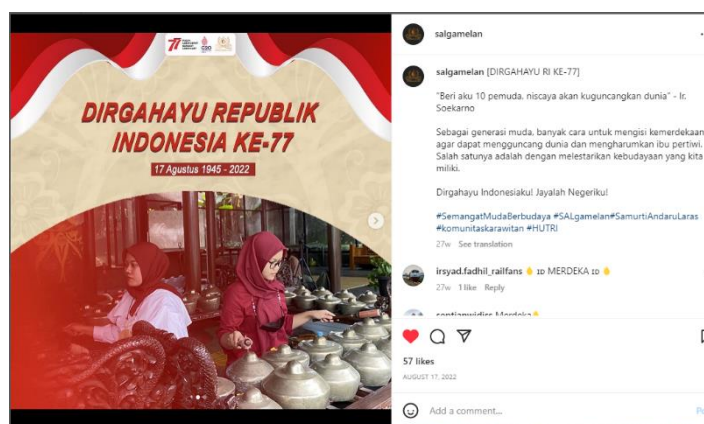 77
G20
DIRGAHAYU REPUBLIK
INDONESIA KE-77
17 Agustus 1945 - 2022
salgamelan
salgamelan [DIRGAHAYU RI KE-77]
"Beri aku 10 pemuda, niscaya akan kuguncangkan dunia" - Ir.
Soekarno
Sebagai generasi muda, banyak cara untuk mengisi kemerdekaan
agar dapat mengguncang dunia dan mengharumkan ibu pertiwi.
Salah satunya adalah dengan melestarikan kebudayaan yang kita
miliki.
Dirgahayu Indonesiaku! Jayalah Negeriku!
#SemangatMudaBerbudaya #SALgamelan#SamurtiAndaruLaras
#komunitaskarawitan #HUTRI
27w See translation
irsyad.fadhil_railfans 🔥 ID MERDEKA ID 🔥
27w 1 like Reply
57 likes
AUGUST 17, 2022
Add a comment...